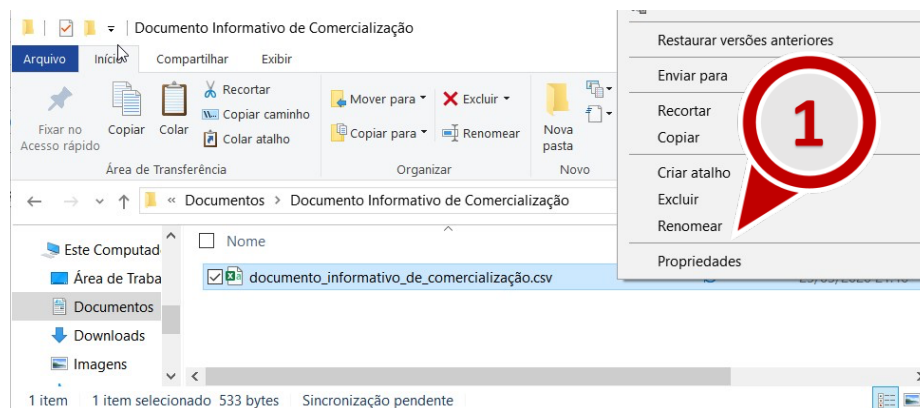 Documento Informativo de Comercialização
Arquivo Início Compartilhar Exibir
Fixar no
Acesso rápido
Copiar
Colar
Recortar
Copiar caminho
Colar atalho
Área de Transferência
Mover para
Copiar para
Excluir
Renomear
Organizar
Nova
pasta
Novo
« Documentos > Documento Informativo de Comercialização
Este Computad
Área de Traba
Documentos
Downloads
Imagens
Nome
documento_informativo_de_comercialização.csv
1 item 1 item selecionado 533 bytes Sincronização pendente
Restaurar versões anteriores
Enviar para
Recortar
Copiar
Criar atalho
Excluir
Renomear
Propriedades
1